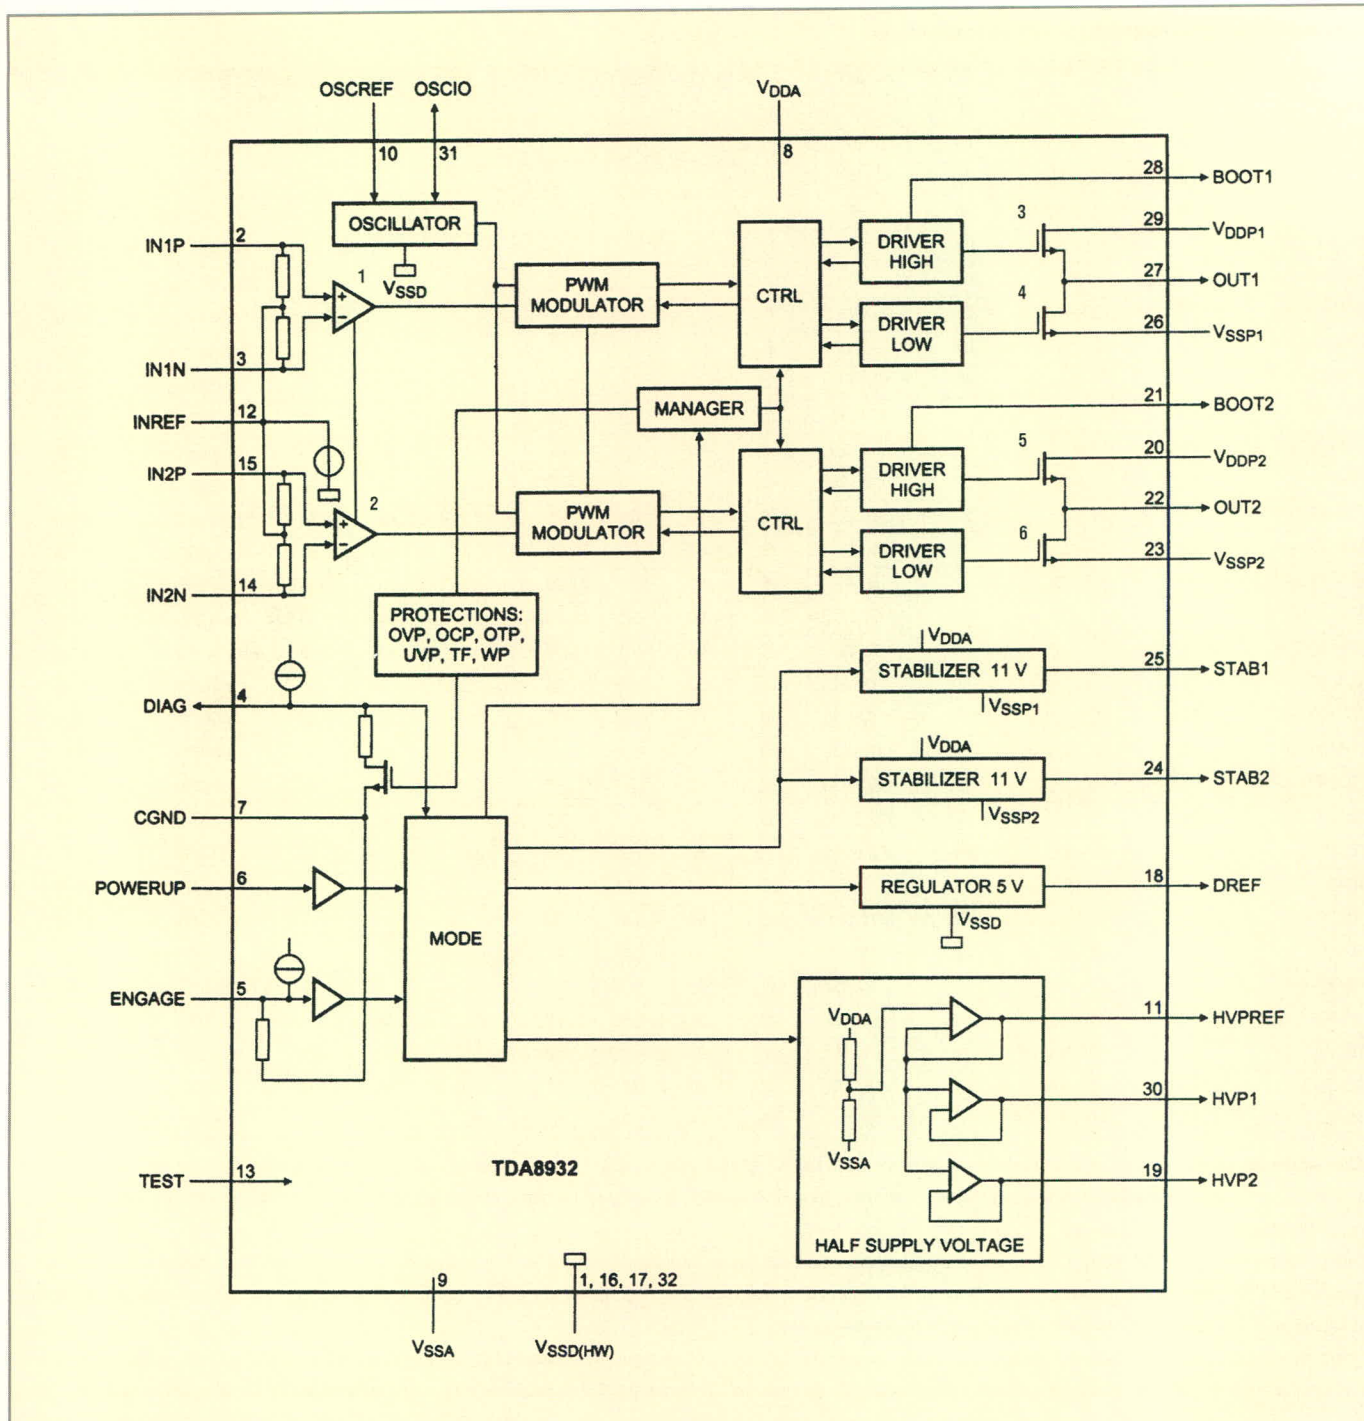 OSCREF
OSCIO
VDDA
10
31
8
28
BOOT1
OSCILLATOR
VSSD
IN1P
2
1
PWM
MODULATOR
CTRL
DRIVER
HIGH
3
29
VDDP1
27
OUT1
DRIVER
LOW
4
26
VSSP1
IN1N
3
INREF
12
MANAGER
21
BOOT2
IN2P
15
2
PWM
MODULATOR
CTRL
DRIVER
HIGH
5
20
VDDP2
22
OUT2
DRIVER
LOW
6
23
VSSP2
IN2N
14
PROTECTIONS:
OVP, OCP, OTP,
UVP, TF, WP
VDDA
STABILIZER 11 V
VSSP1
25
STAB1
DIAG
4
VDDA
STABILIZER 11 V
VSSP2
24
STAB2
CGND
7
POWERUP
6
MODE
REGULATOR 5 V
VSSD
18
DREF
ENGAGE
5
VDDA
VSSA
11
HVPREF
30
HVP1
19
HVP2
HALF SUPPLY VOLTAGE
TEST
13
TDA8932
9
1, 16, 17, 32
VSSA
VSSD(HW)
+
−
+
−